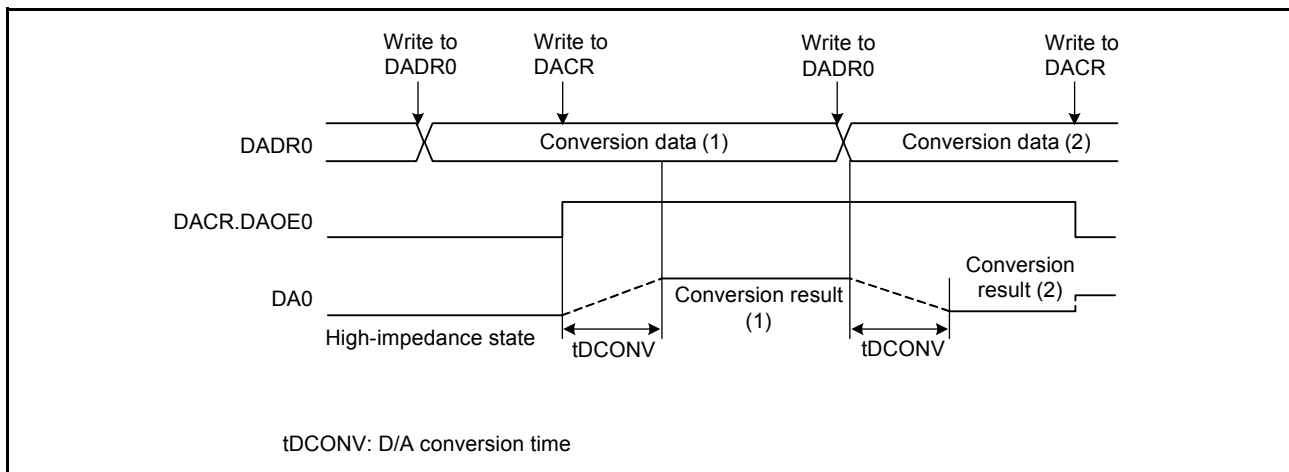 Write to
DADR0
Write to
DACR
Write to
DADR0
Write to
DACR
DADR0
Conversion data (1)
Conversion data (2)
DACR.DAOE0
DA0
High-impedance state
tDCONV
Conversion result
(1)
tDCONV
Conversion
result (2)
tDCONV: D/A conversion time